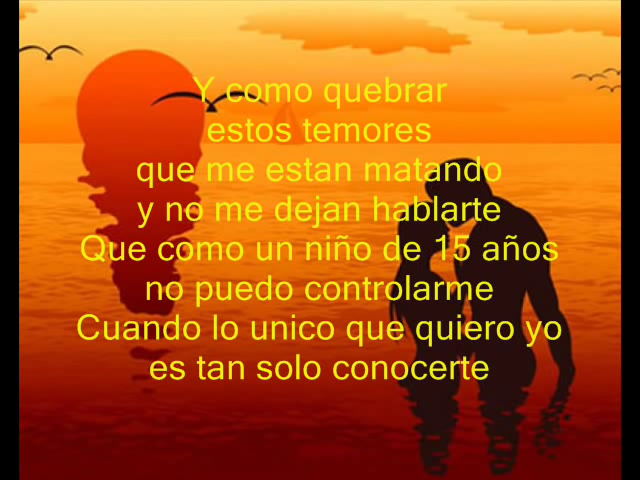 Y como quebrar
estos temores
que me estan matando
y no me dejan hablarte
Que como un niño de 15 años
no puedo controlarme
Cuando lo unico que quiero yo
es tan solo conocerte